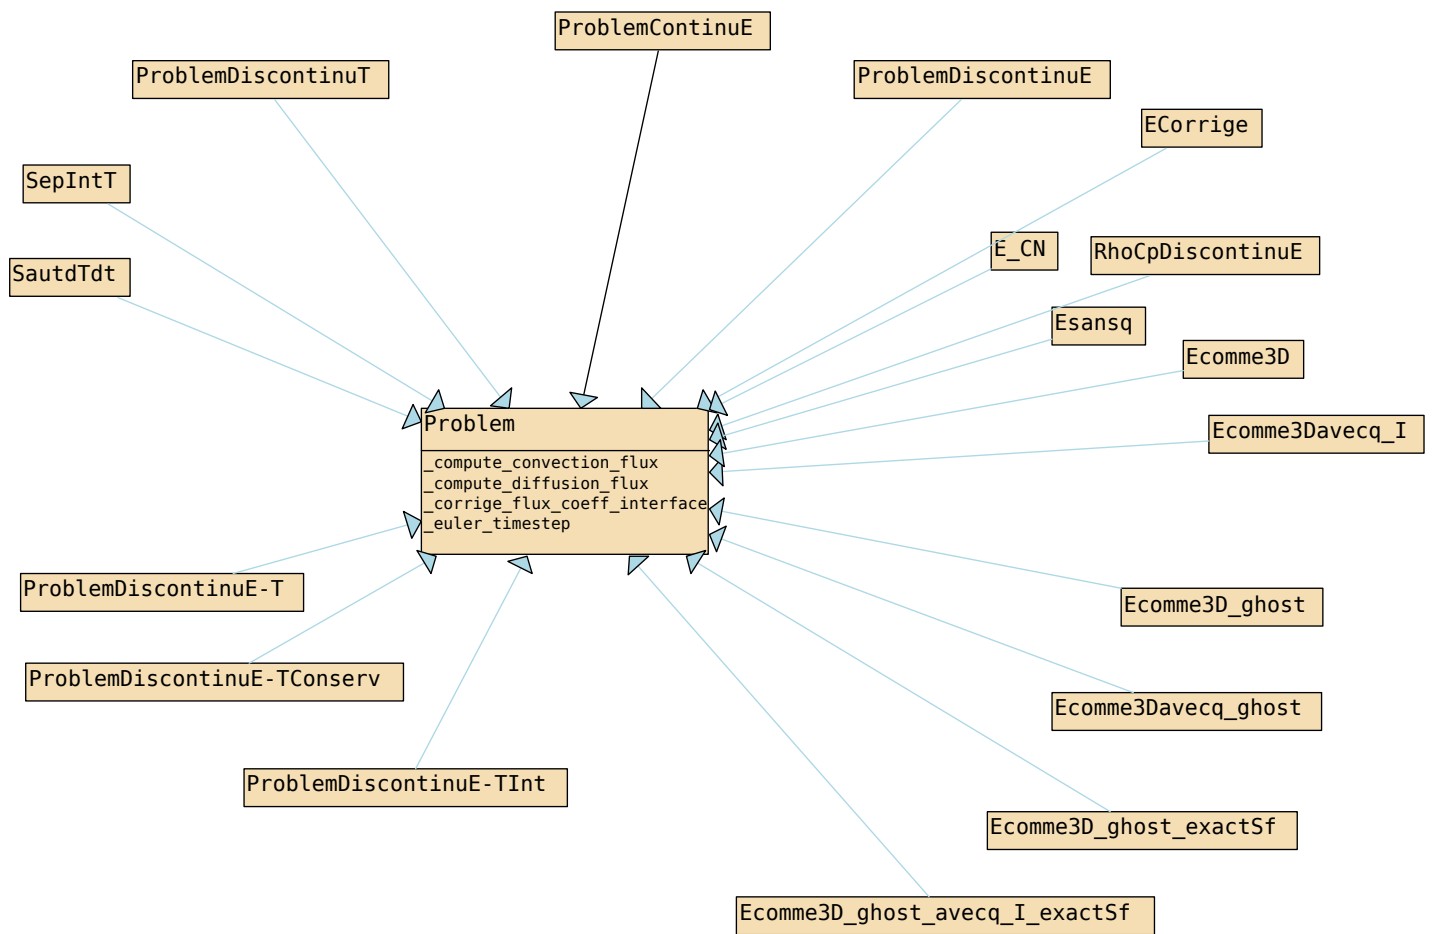 ProblemContinuE
ProblemDiscontinuT
ProblemDiscontinuE
ECorrige
SepIntT
E_CN
RhoCpDiscontinuE
SautdTdt
Esansq
Ecomme3D
Problem
Ecomme3Davecq_I
_compute_convection_flux
_compute_diffusion_flux
_corrige_flux_coeff_interface
_euler_timestep
ProblemDiscontinuE-T
Ecomme3D_ghost
ProblemDiscontinuE-TConserv
Ecomme3Davecq_ghost
ProblemDiscontinuE-TInt
Ecomme3D_ghost_exactSf
Ecomme3D_ghost_avecq_I_exactSf